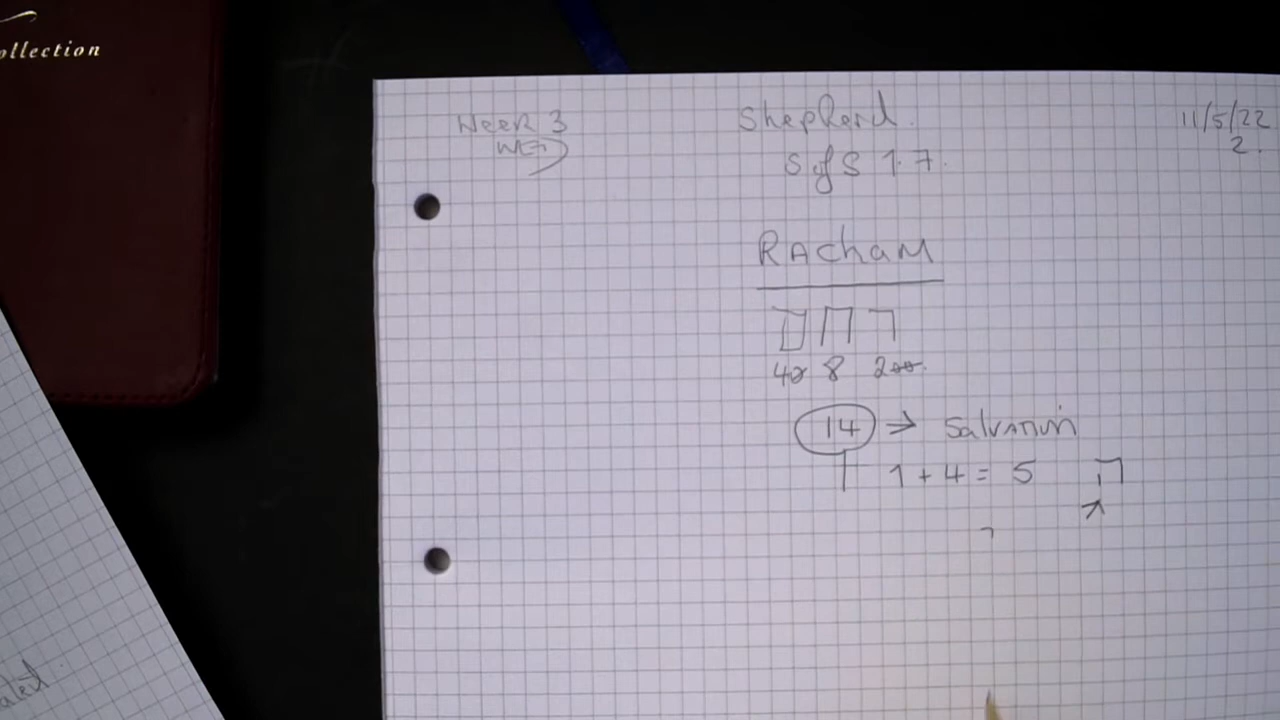 ollection
Week 3
Shepherd.
11/5/22
WED
S of S 1.7.
2.
RAchaM
םחר
40 8 200.
14 → Salvation
1 + 4 = 5 ה